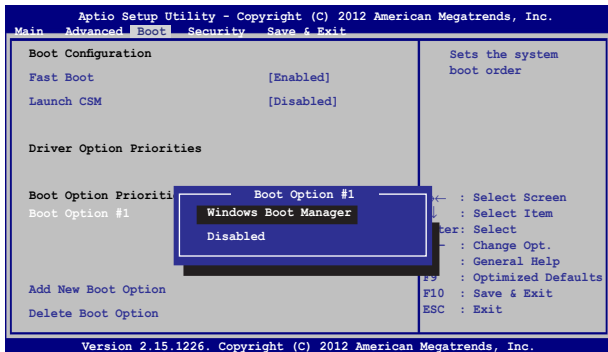 Aptio Setup Utility - Copyright (C) 2012 American Megatrends, Inc.
Main Advanced Boot Security Save & Exit
Boot Configuration
Fast Boot [Enabled]
Launch CSM [Disabled]
Driver Option Priorities
Boot Option Prioriti
Boot Option #1
Add New Boot Option
Delete Boot Option
Boot Option #1
Windows Boot Manager
Disabled
Sets the system
boot order
← : Select Screen
↓ : Select Item
ter: Select
: Change Opt.
: General Help
F9 : Optimized Defaults
F10 : Save & Exit
ESC : Exit
Version 2.15.1226. Copyright (C) 2012 American Megatrends, Inc.